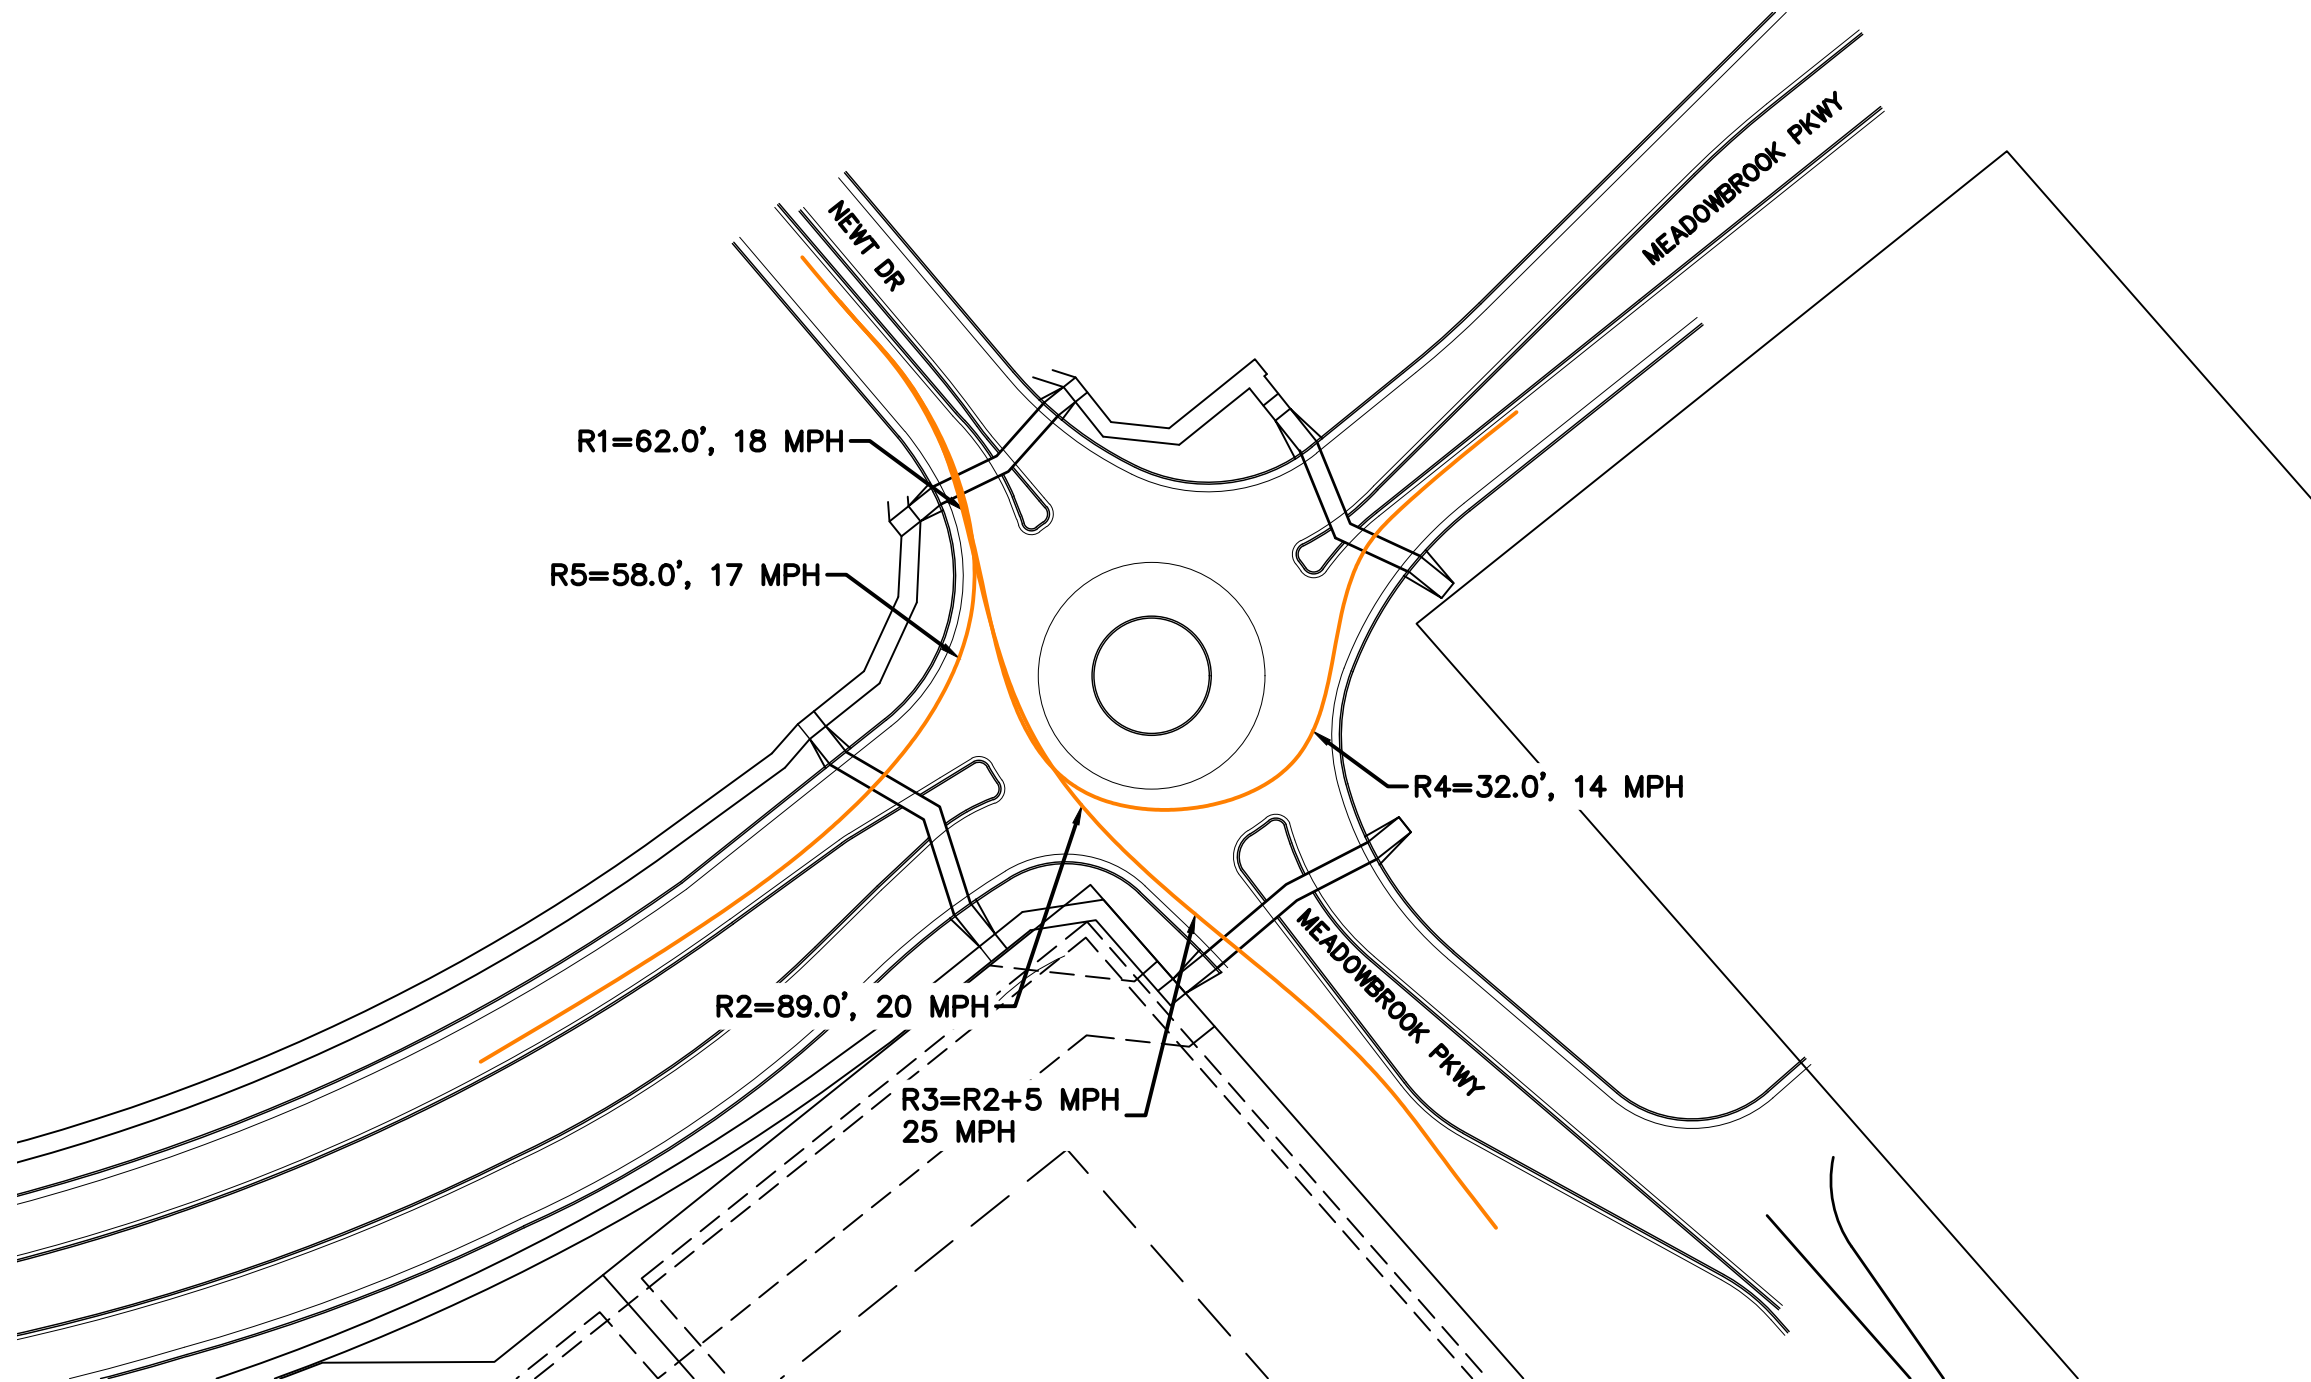 MEADOWBROOK PKWY
NEWT DR
R1=62.0', 18 MPH
R5=58.0', 17 MPH
R4=32.0', 14 MPH
MEADOWBROOK PKWY
R2=89.0', 20 MPH
R3=R2+5 MPH
25 MPH